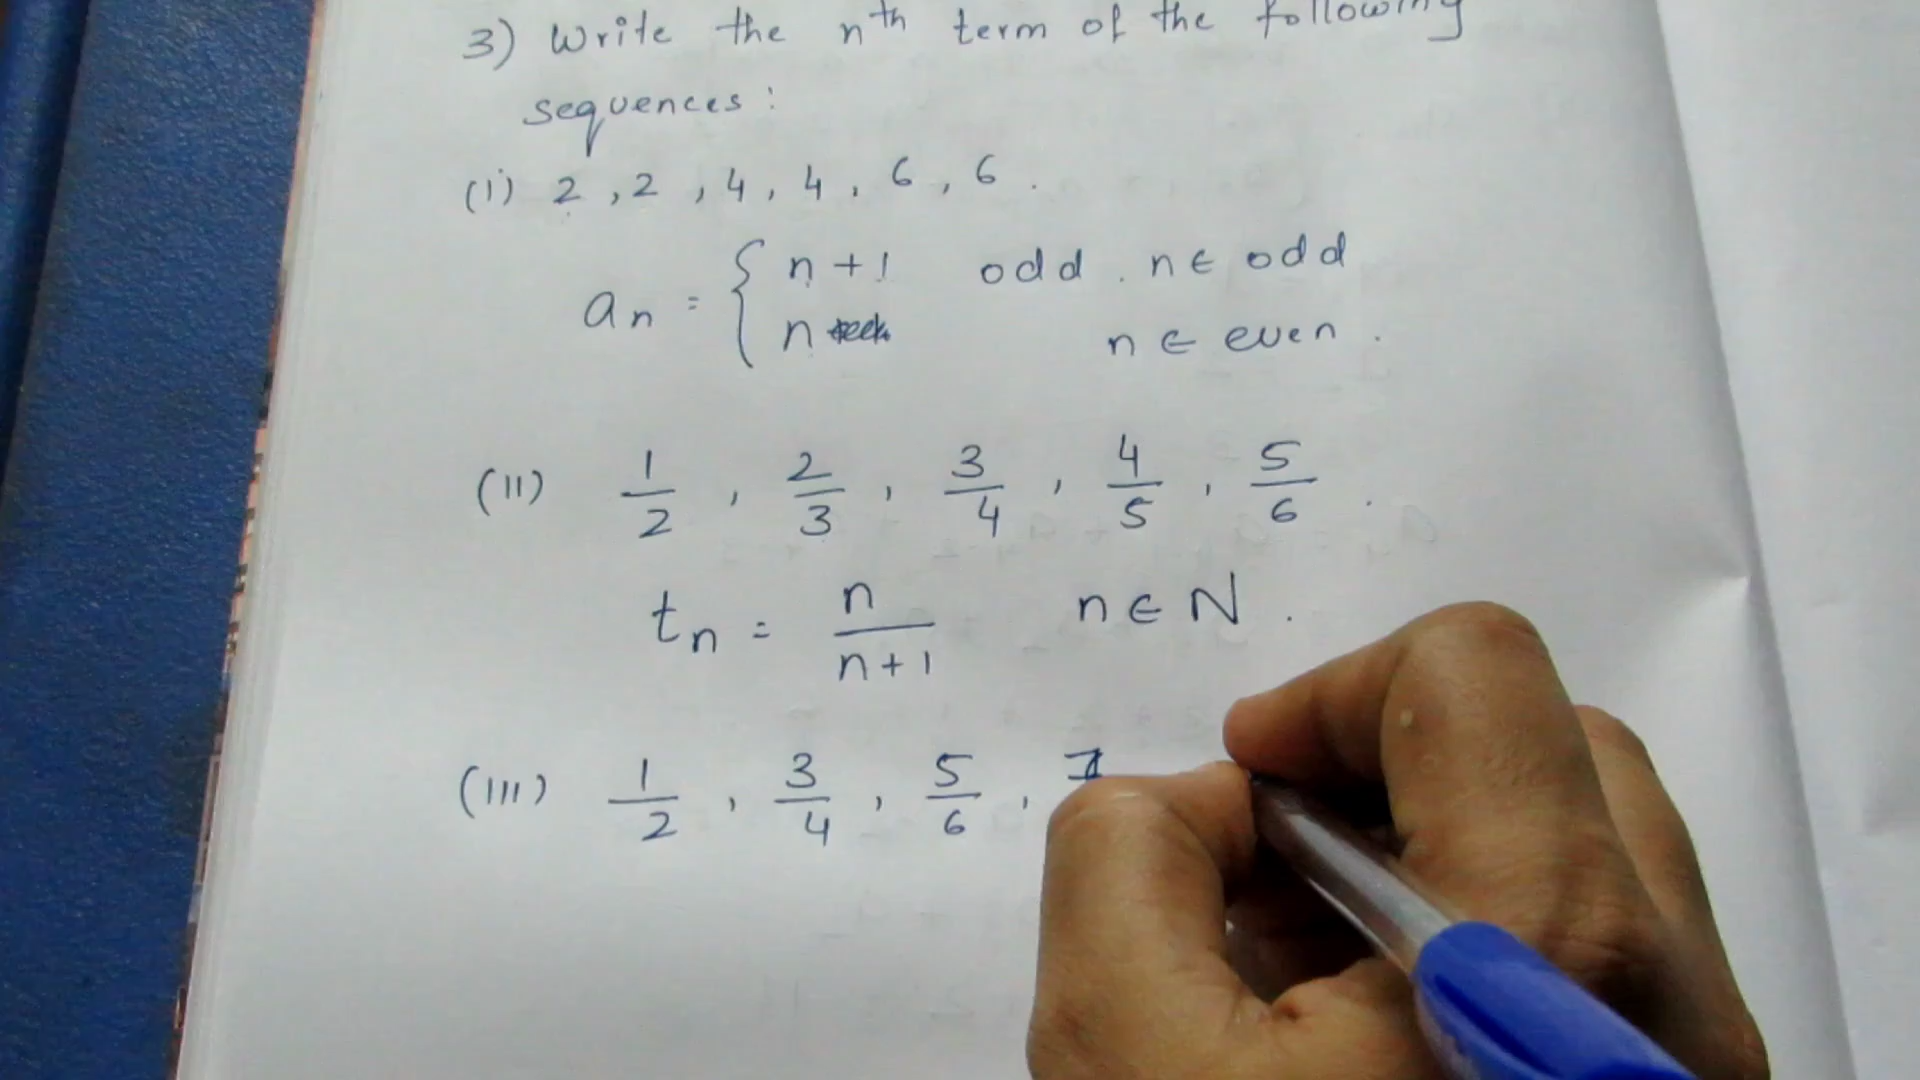 3) Write the nth term of the following
sequences:
(i) 2, 2, 4, 4, 6, 6.
an = { n+1 odd. n∈ odd
n n∈ even.
(ii) 1/2, 2/3, 3/4, 4/5, 5/6.
tn = n/n+1 n∈N.
(iii) 1/2, 3/4, 5/6, 7